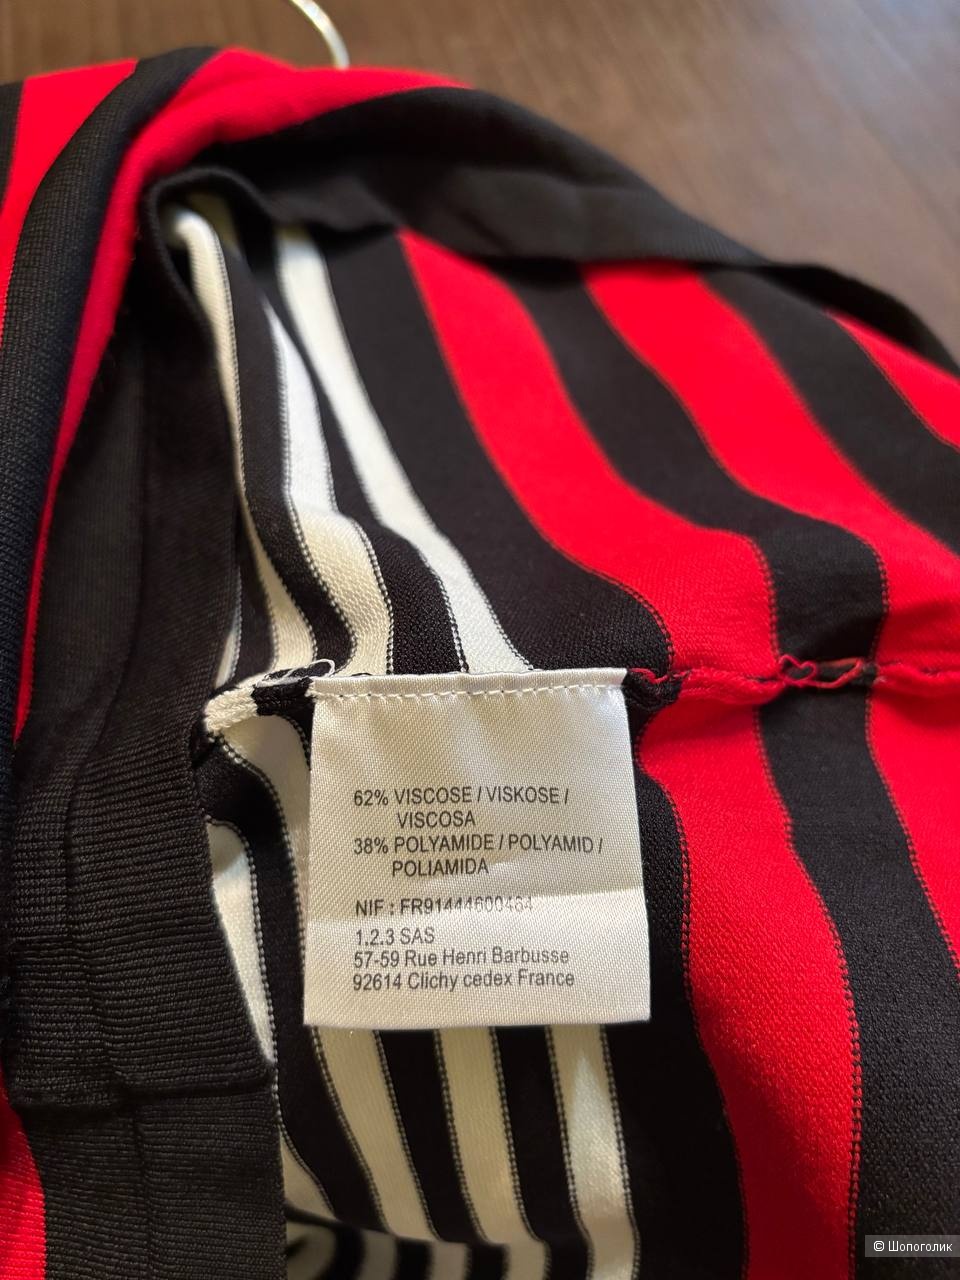 62% VISCOSE / VISKOSE /
VISCOSA
38% POLYAMIDE / POLYAMID /
POLIAMIDA
NIF : FR91444600464
1.2.3 SAS
57-59 Rue Henri Barbusse
92614 Clichy cedex France
© Шопоголик